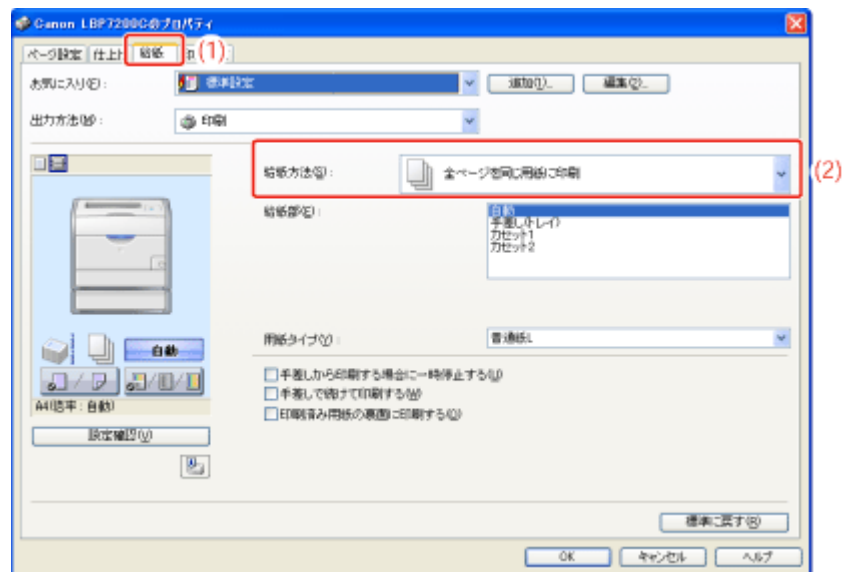 Canon LBP7200Cのプロパティ
ページ設定 仕上げ 給紙 印 (1)
お気に入り(F): 標準設定 追加(1)... 編集(2)...
出力方法(M): 印刷
給紙方法(S): 全ページを同じ用紙に印刷 (2)
給紙部(E): 自動
手差し(トレイ)
カセット1
カセット2
用紙タイプ(Y): 普通紙L
自動
手差しから印刷する場合に一時停止する(U)
手差しで続けて印刷する(W)
印刷済み用紙の裏面に印刷する(Q)
A4(倍率:自動)
設定確認(V)
標準に戻す(R)
OK キャンセル ヘルプ